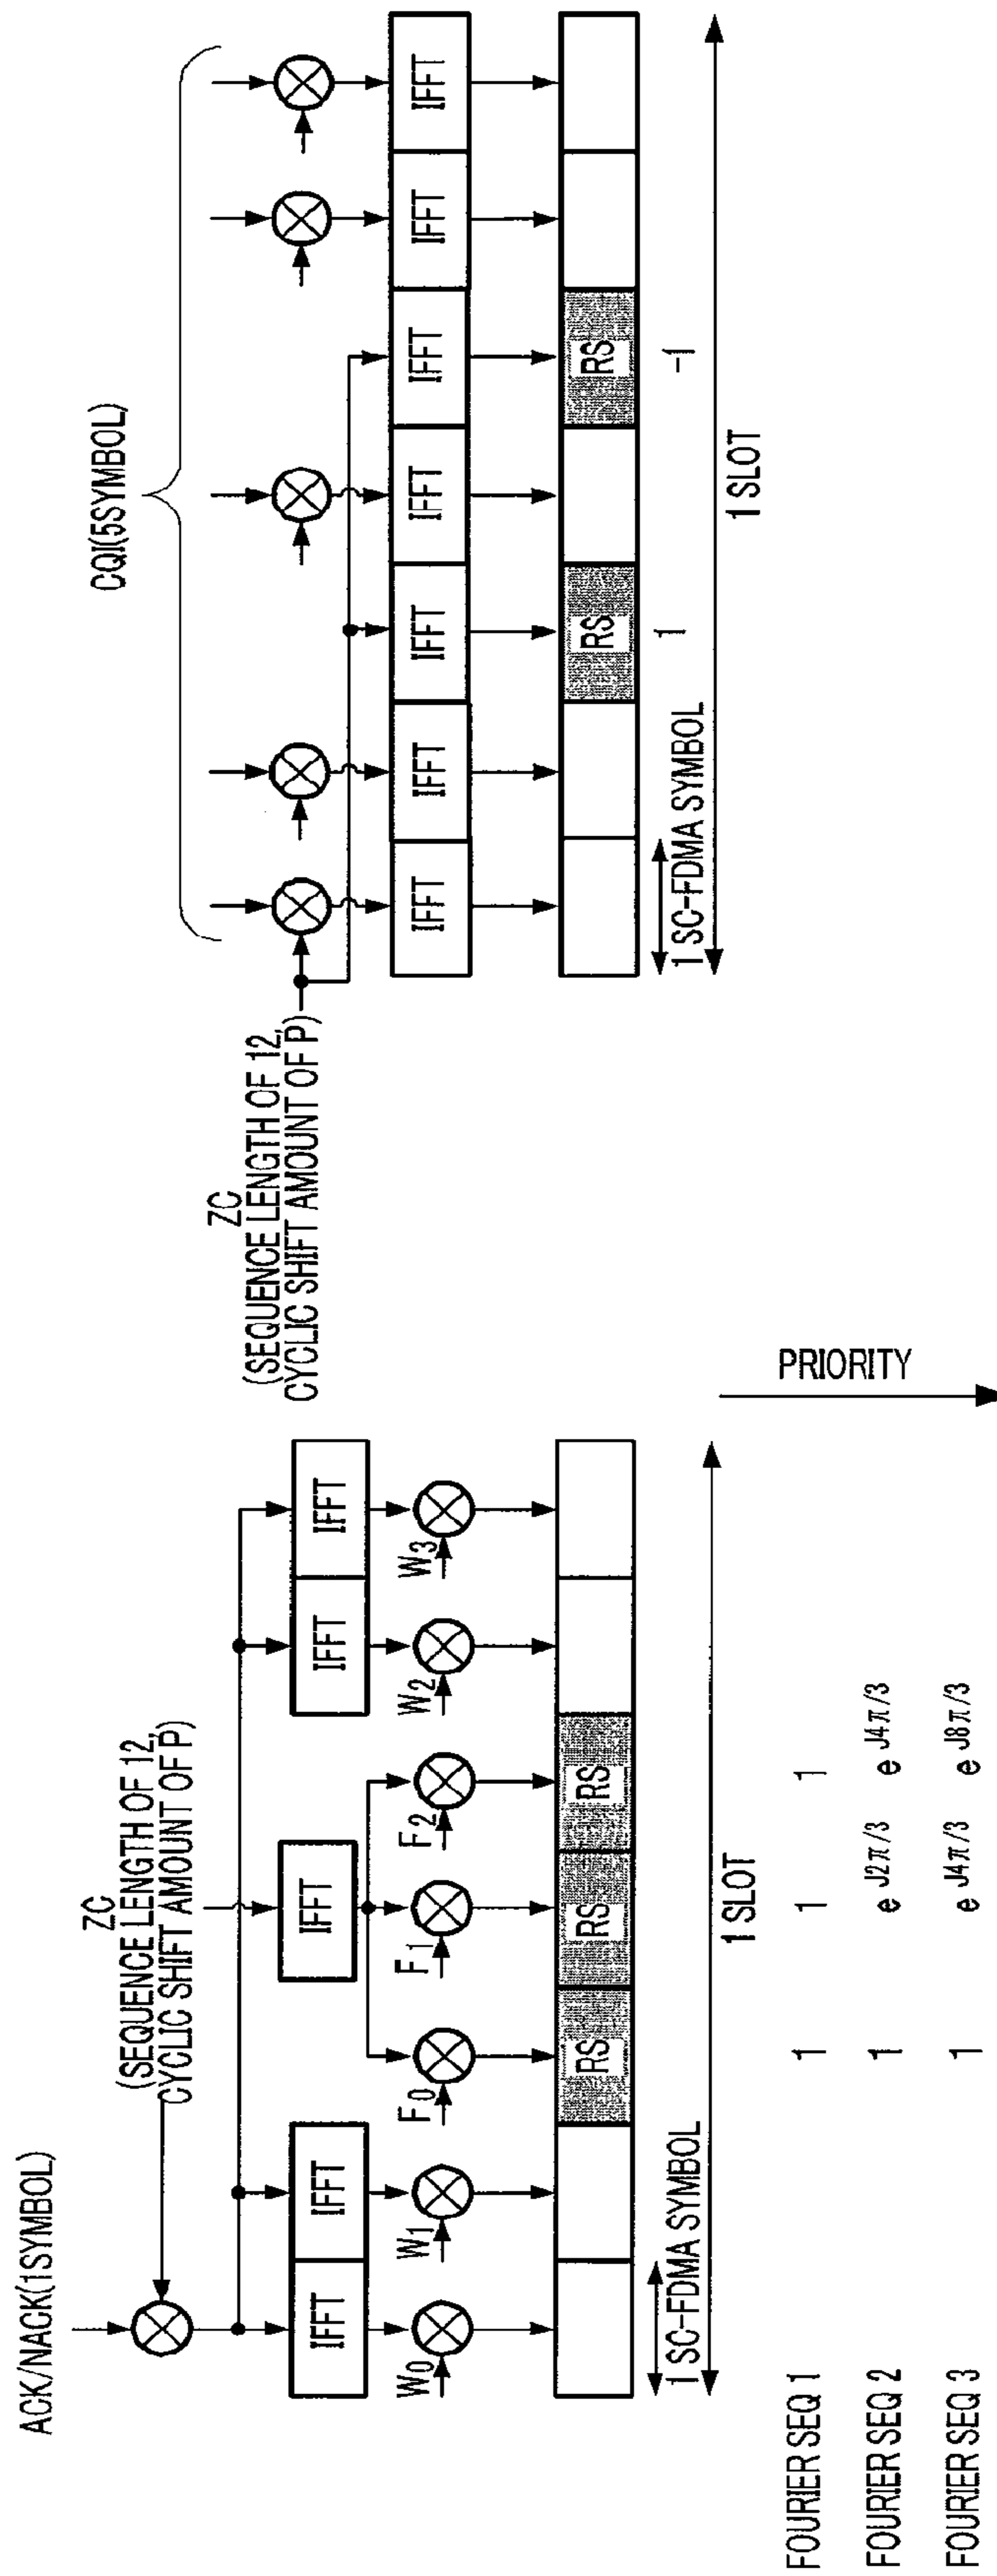 ACK/NACK(1SYMBOL)
ZC
(SEQUENCE LENGTH OF 12,
CYCLIC SHIFT AMOUNT OF P)
IFFT IFFT IFFT IFFT IFFT
W0 W1 F0 F1 F2 W2 W3
RS RS RS
1 SC-FDMA SYMBOL
1 SLOT
FOURIER SEQ 1 1 1 1
FOURIER SEQ 2 1 e J2π/3 e J4π/3
FOURIER SEQ 3 1 e J4π/3 e J8π/3
PRIORITY
CQI(5SYMBOL)
ZC
(SEQUENCE LENGTH OF 12,
CYCLIC SHIFT AMOUNT OF P)
IFFT IFFT IFFT IFFT IFFT IFFT IFFT
RS RS
1 SC-FDMA SYMBOL
1 -1
1 SLOT